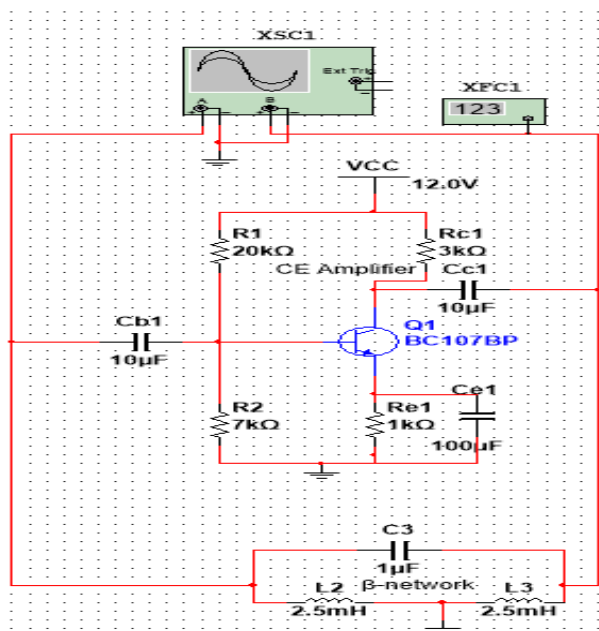 XSC1
Ext Trig
A
B
XFC1
123
VCC
12.0V
R1
20kΩ
Rc1
3kΩ
CE Amplifier
Cc1
10µF
Cb1
10µF
Q1
BC107BP
R2
7kΩ
Re1
1kΩ
Ce1
100µF
C3
1µF
β-network
L2
2.5mH
L3
2.5mH